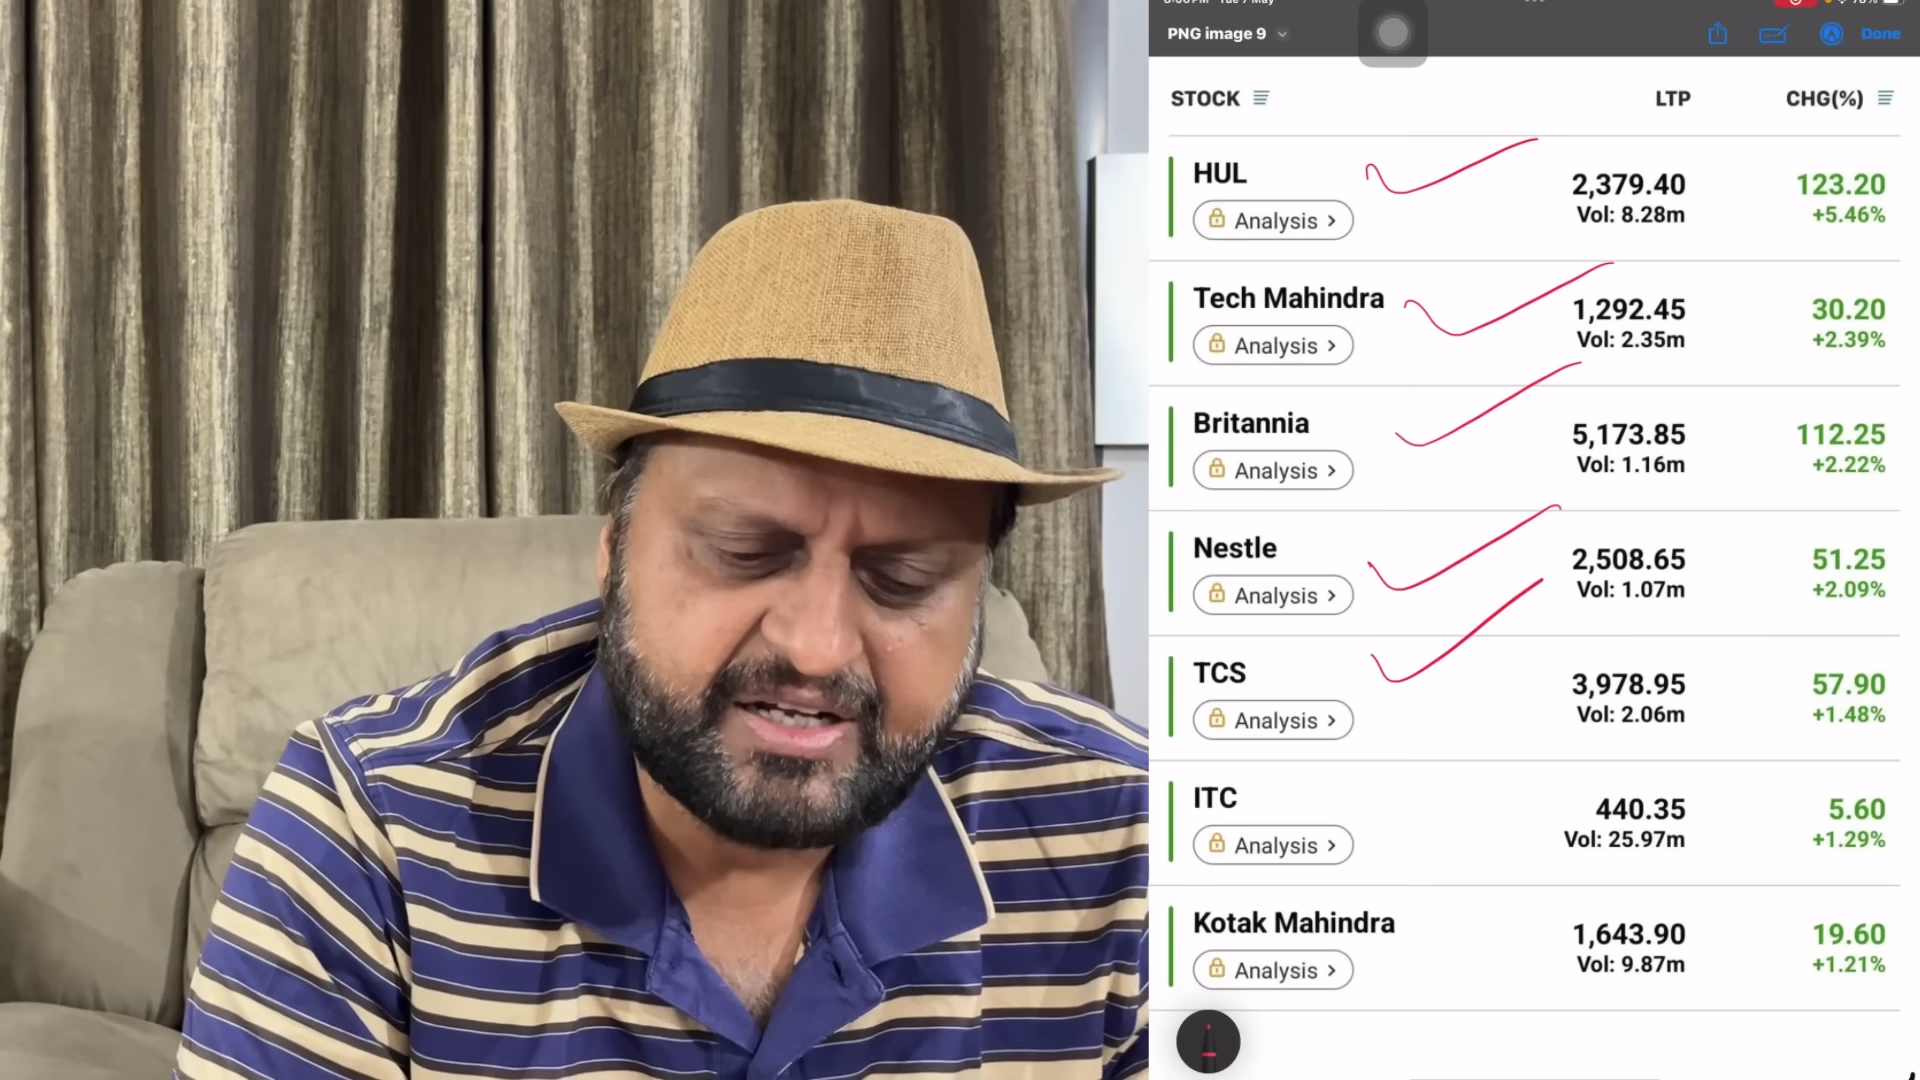 PNG image 9
Done
STOCK LTP CHG(%)
HUL 2,379.40 123.20
Analysis > Vol: 8.28m +5.46%
Tech Mahindra 1,292.45 30.20
Analysis > Vol: 2.35m +2.39%
Britannia 5,173.85 112.25
Analysis > Vol: 1.16m +2.22%
Nestle 2,508.65 51.25
Analysis > Vol: 1.07m +2.09%
TCS 3,978.95 57.90
Analysis > Vol: 2.06m +1.48%
ITC 440.35 5.60
Analysis > Vol: 25.97m +1.29%
Kotak Mahindra 1,643.90 19.60
Analysis > Vol: 9.87m +1.21%